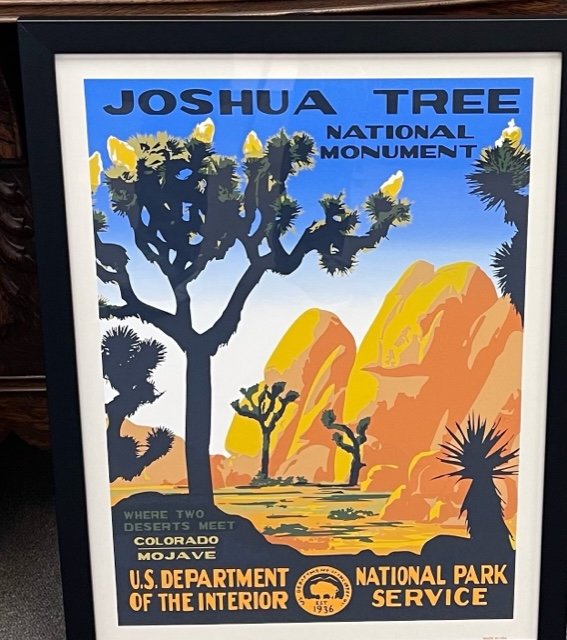 JOSHUA TREE
NATIONAL
MONUMENT
WHERE TWO
DESERTS MEET
COLORADO
MOJAVE
U.S. DEPARTMENT
OF THE INTERIOR
EST
1936
NATIONAL PARK
SERVICE